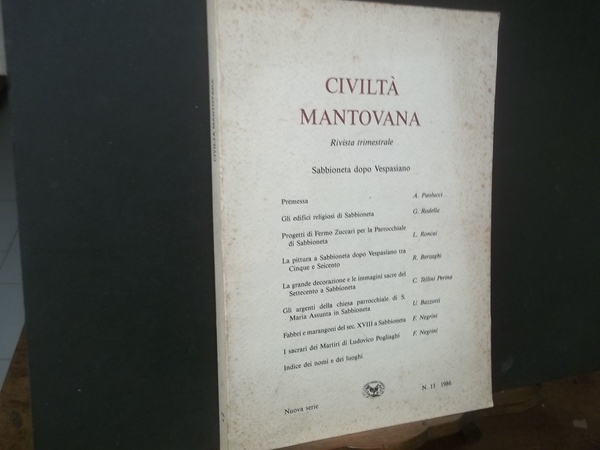 CIVILTÀ
MANTOVANA
Rivista trimestrale
Sabbioneta dopo Vespasiano
Premessa A. Paolucci
Gli edifici religiosi di Sabbioneta G. Rodella
Progetti di Fermo Zuccari per la Parrocchiale
di Sabbioneta L. Roncai
La pittura a Sabbioneta dopo Vespasiano tra
Cinque e Seicento R. Berzaghi
La grande decorazione e le immagini sacre del
Settecento a Sabbioneta C. Tellini Perina
Gli argenti della chiesa parrocchiale di S.
Maria Assunta in Sabbioneta U. Bazzotti
Fabbri e marangoni del sec. XVIII a Sabbioneta F. Negrini
I sacrari dei Martiri di Ludovico Pogliaghi F. Negrini
Indice dei nomi e dei luoghi
Nuova serie
N. 13 1986
CIVILTÀ MANTOVANA